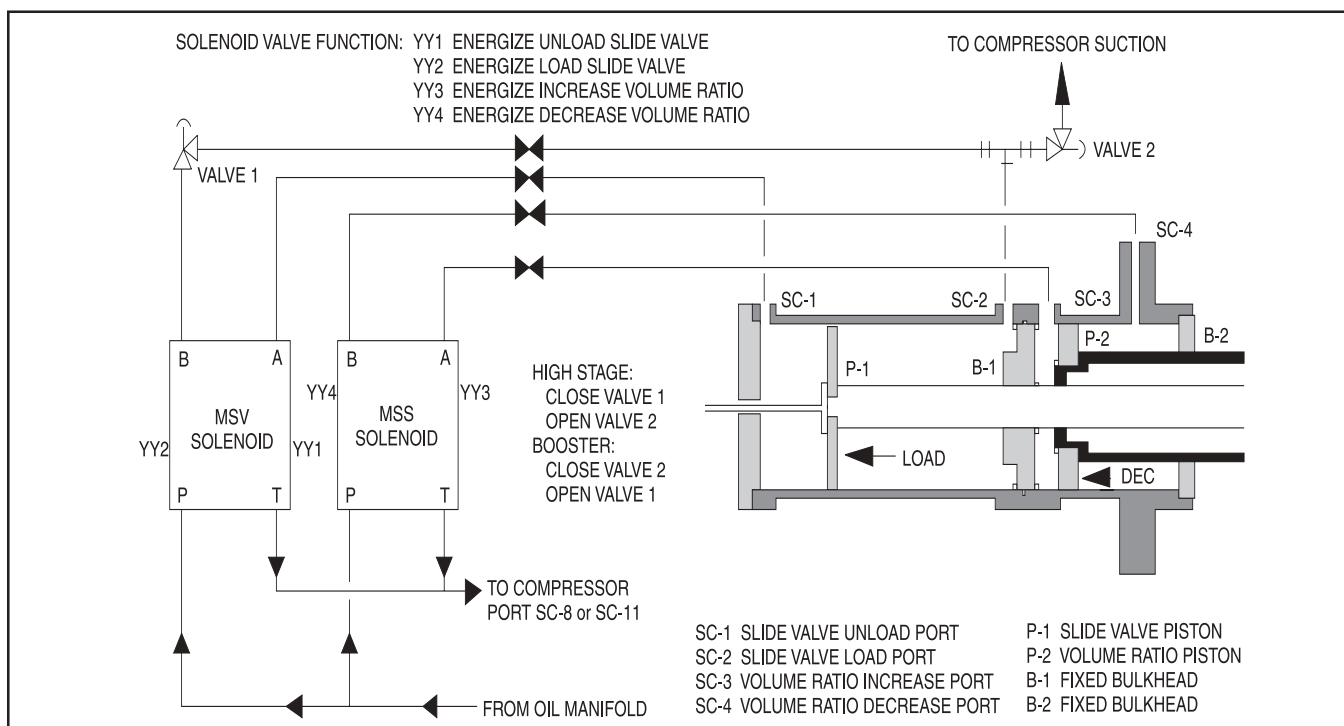 SOLENOID VALVE FUNCTION: YY1 ENERGIZE UNLOAD SLIDE VALVE
YY2 ENERGIZE LOAD SLIDE VALVE
YY3 ENERGIZE INCREASE VOLUME RATIO
YY4 ENERGIZE DECREASE VOLUME RATIO
TO COMPRESSOR SUCTION
VALVE 1
VALVE 2
SC-4
SC-1
SC-2
SC-3
P-2
B-2
P-1
B-1
B A
MSV
SOLENOID
YY2
YY1
P T
B A
YY4
YY3
MSS
SOLENOID
P T
HIGH STAGE:
CLOSE VALVE 1
OPEN VALVE 2
BOOSTER:
CLOSE VALVE 2
OPEN VALVE 1
LOAD
DEC
TO COMPRESSOR
PORT SC-8 or SC-11
FROM OIL MANIFOLD
SC-1 SLIDE VALVE UNLOAD PORT
SC-2 SLIDE VALVE LOAD PORT
SC-3 VOLUME RATIO INCREASE PORT
SC-4 VOLUME RATIO DECREASE PORT
P-1 SLIDE VALVE PISTON
P-2 VOLUME RATIO PISTON
B-1 FIXED BULKHEAD
B-2 FIXED BULKHEAD